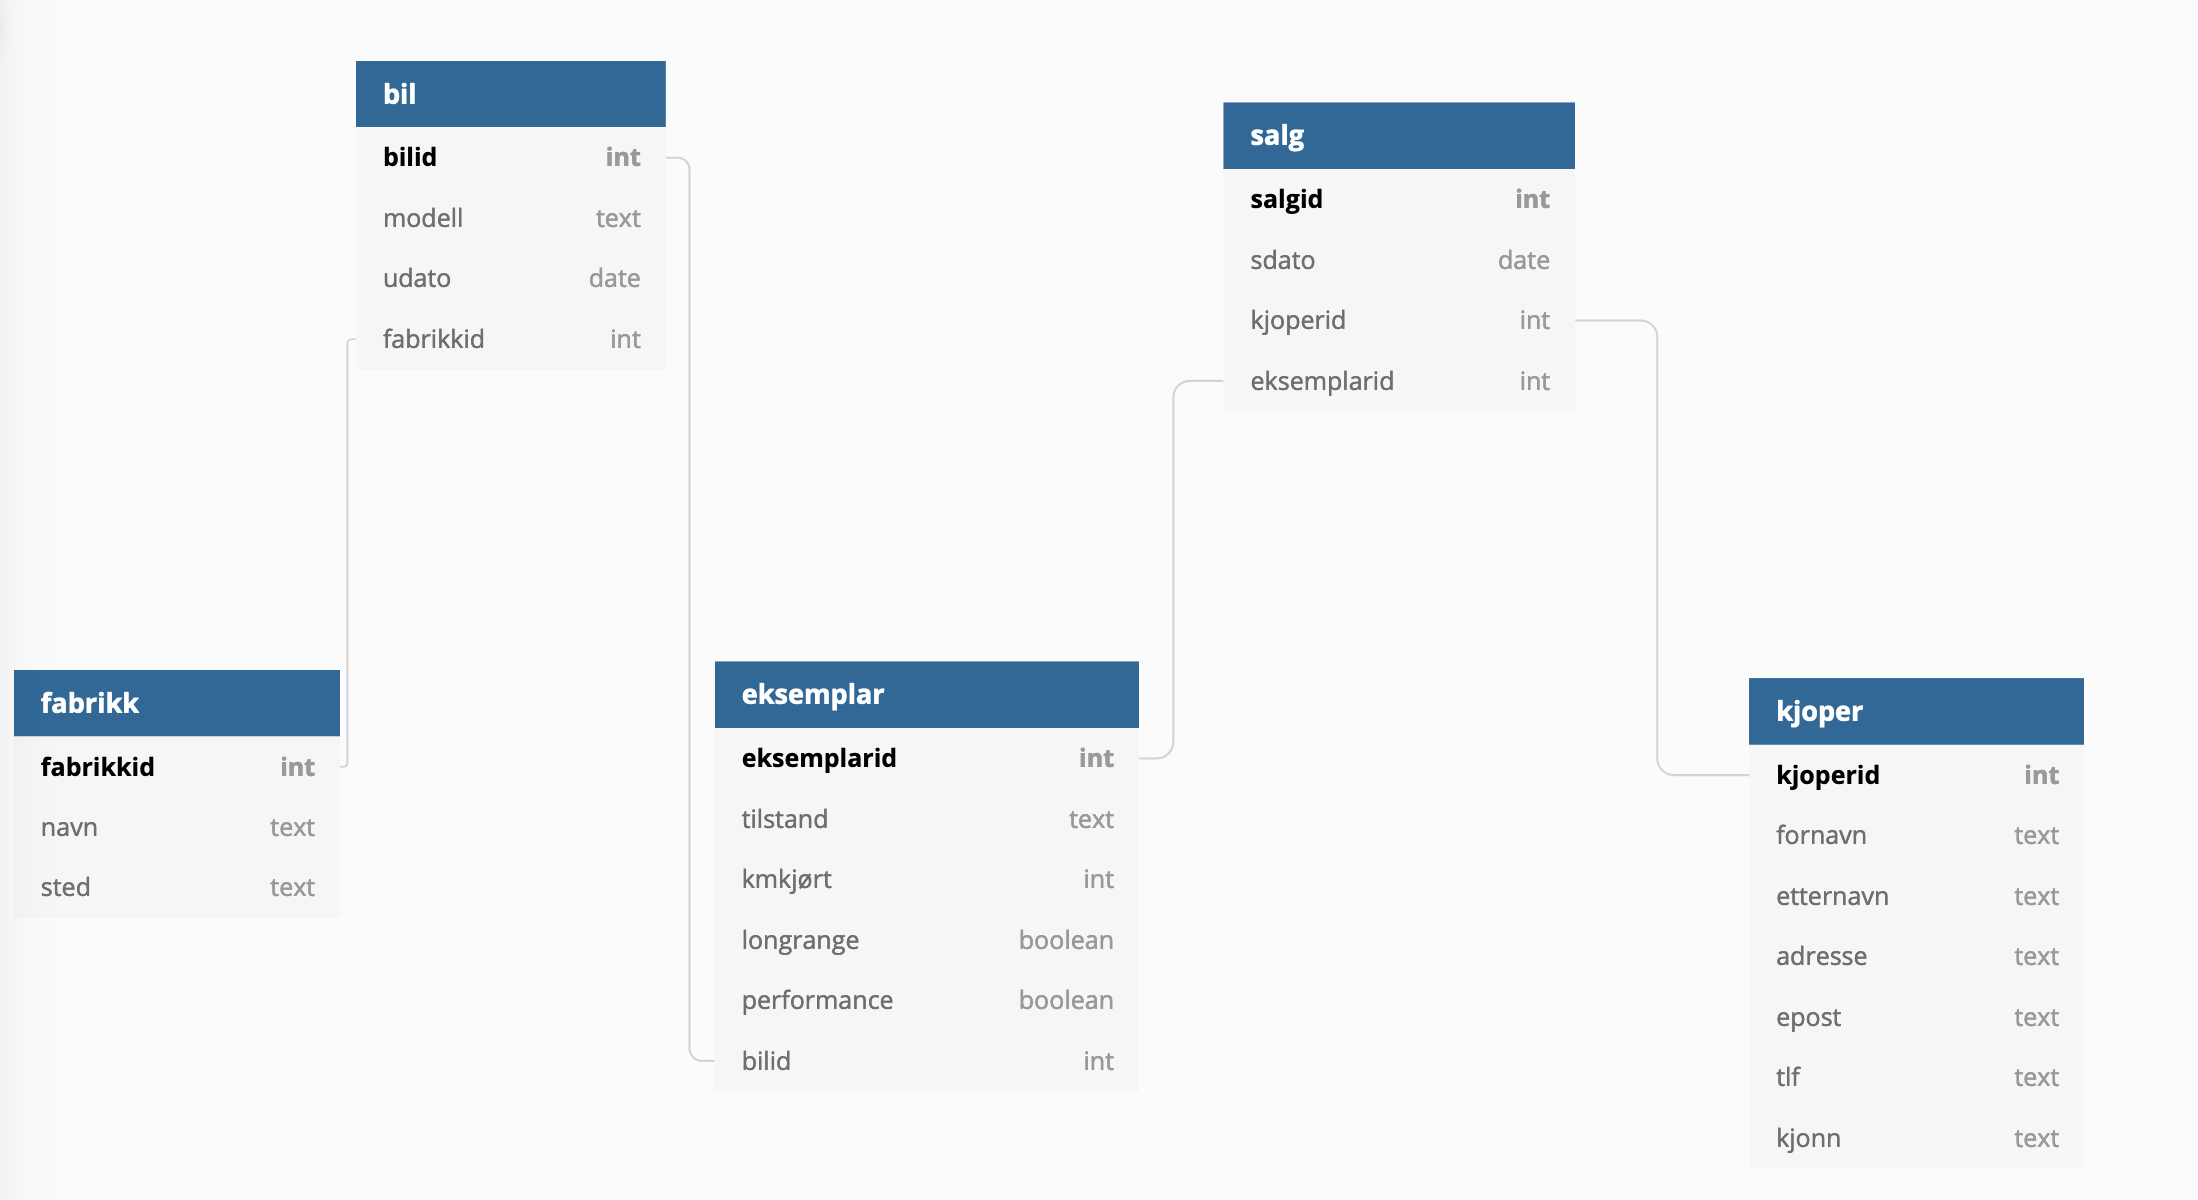 bil
bilid int
modell text
udato date
fabrikkid int
salg
salgid int
sdato date
kjoperid int
eksemplarid int
fabrikk
fabrikkid int
navn text
sted text
eksemplar
eksemplarid int
tilstand text
kmkjørt int
longrange boolean
performance boolean
bilid int
kjoper
kjoperid int
fornavn text
etternavn text
adresse text
epost text
tlf text
kjonn text